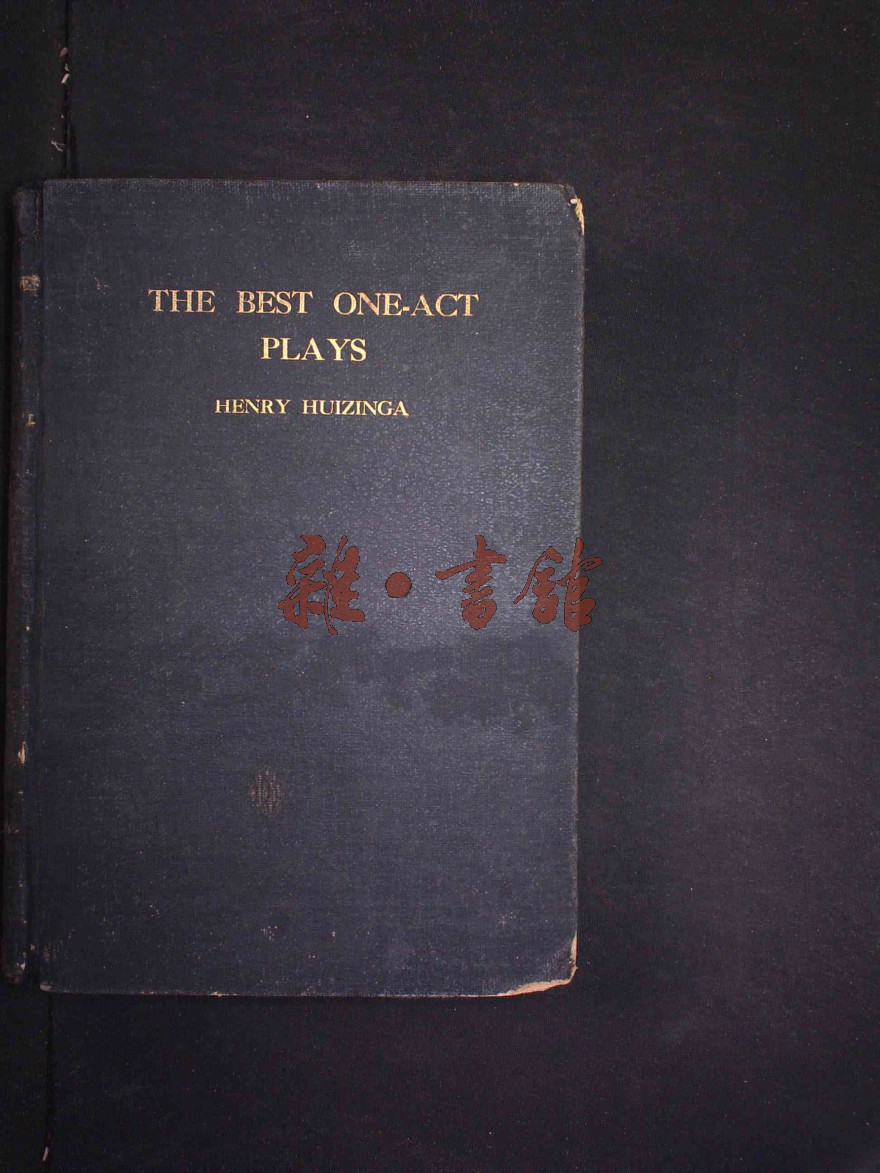 THE BEST ONE-ACT
PLAYS
HENRY HUIZINGA
雜·書館